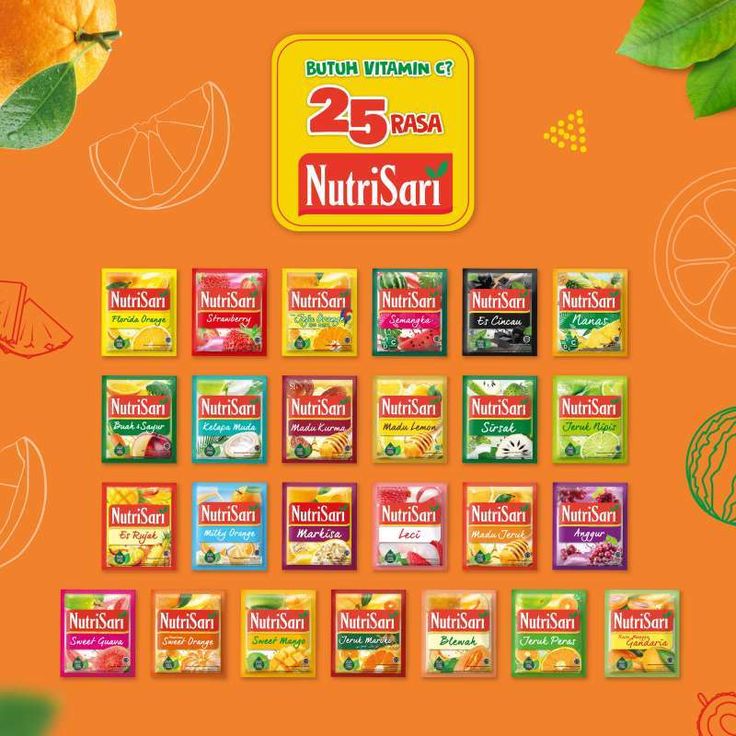 BUTUH VITAMIN C?
25 RASA
NutriSari
NutriSari
Florida Orange
NutriSari
Strawberry
NutriSari
NutriSari
Semangka
NutriSari
Es Cincau
NutriSari
Nanas
NutriSari
Buah & Sayur
NutriSari
Kelapa Muda
NutriSari
Madu Kurma
NutriSari
Madu Lemon
NutriSari
Sirsak
NutriSari
Jeruk Nipis
NutriSari
Es Rujak
NutriSari
Milky Orange
NutriSari
Markisa
NutriSari
Leci
NutriSari
Madu Jeruk
NutriSari
Anggur
NutriSari
Sweet Guava
NutriSari
Sweet Orange
NutriSari
Sweet Mango
NutriSari
Jeruk Maroko
NutriSari
Blewah
NutriSari
Jeruk Peras
NutriSari
Gandaria